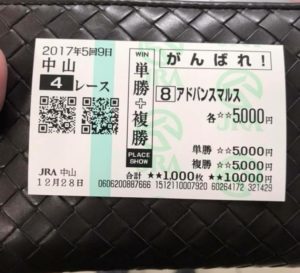 2017年5回9日
中山
4 レース
JRA 中山
12月28日
WIN
単勝+複勝
PLACE SHOW
がんばれ!
8 アドバンスマルス
各☆☆5000円
単勝 ☆☆5000円
複勝 ☆☆5000円
合計 ★★1,000枚 ★★10,000円
0606200887666 1512110007920 60264172 321429
JRA